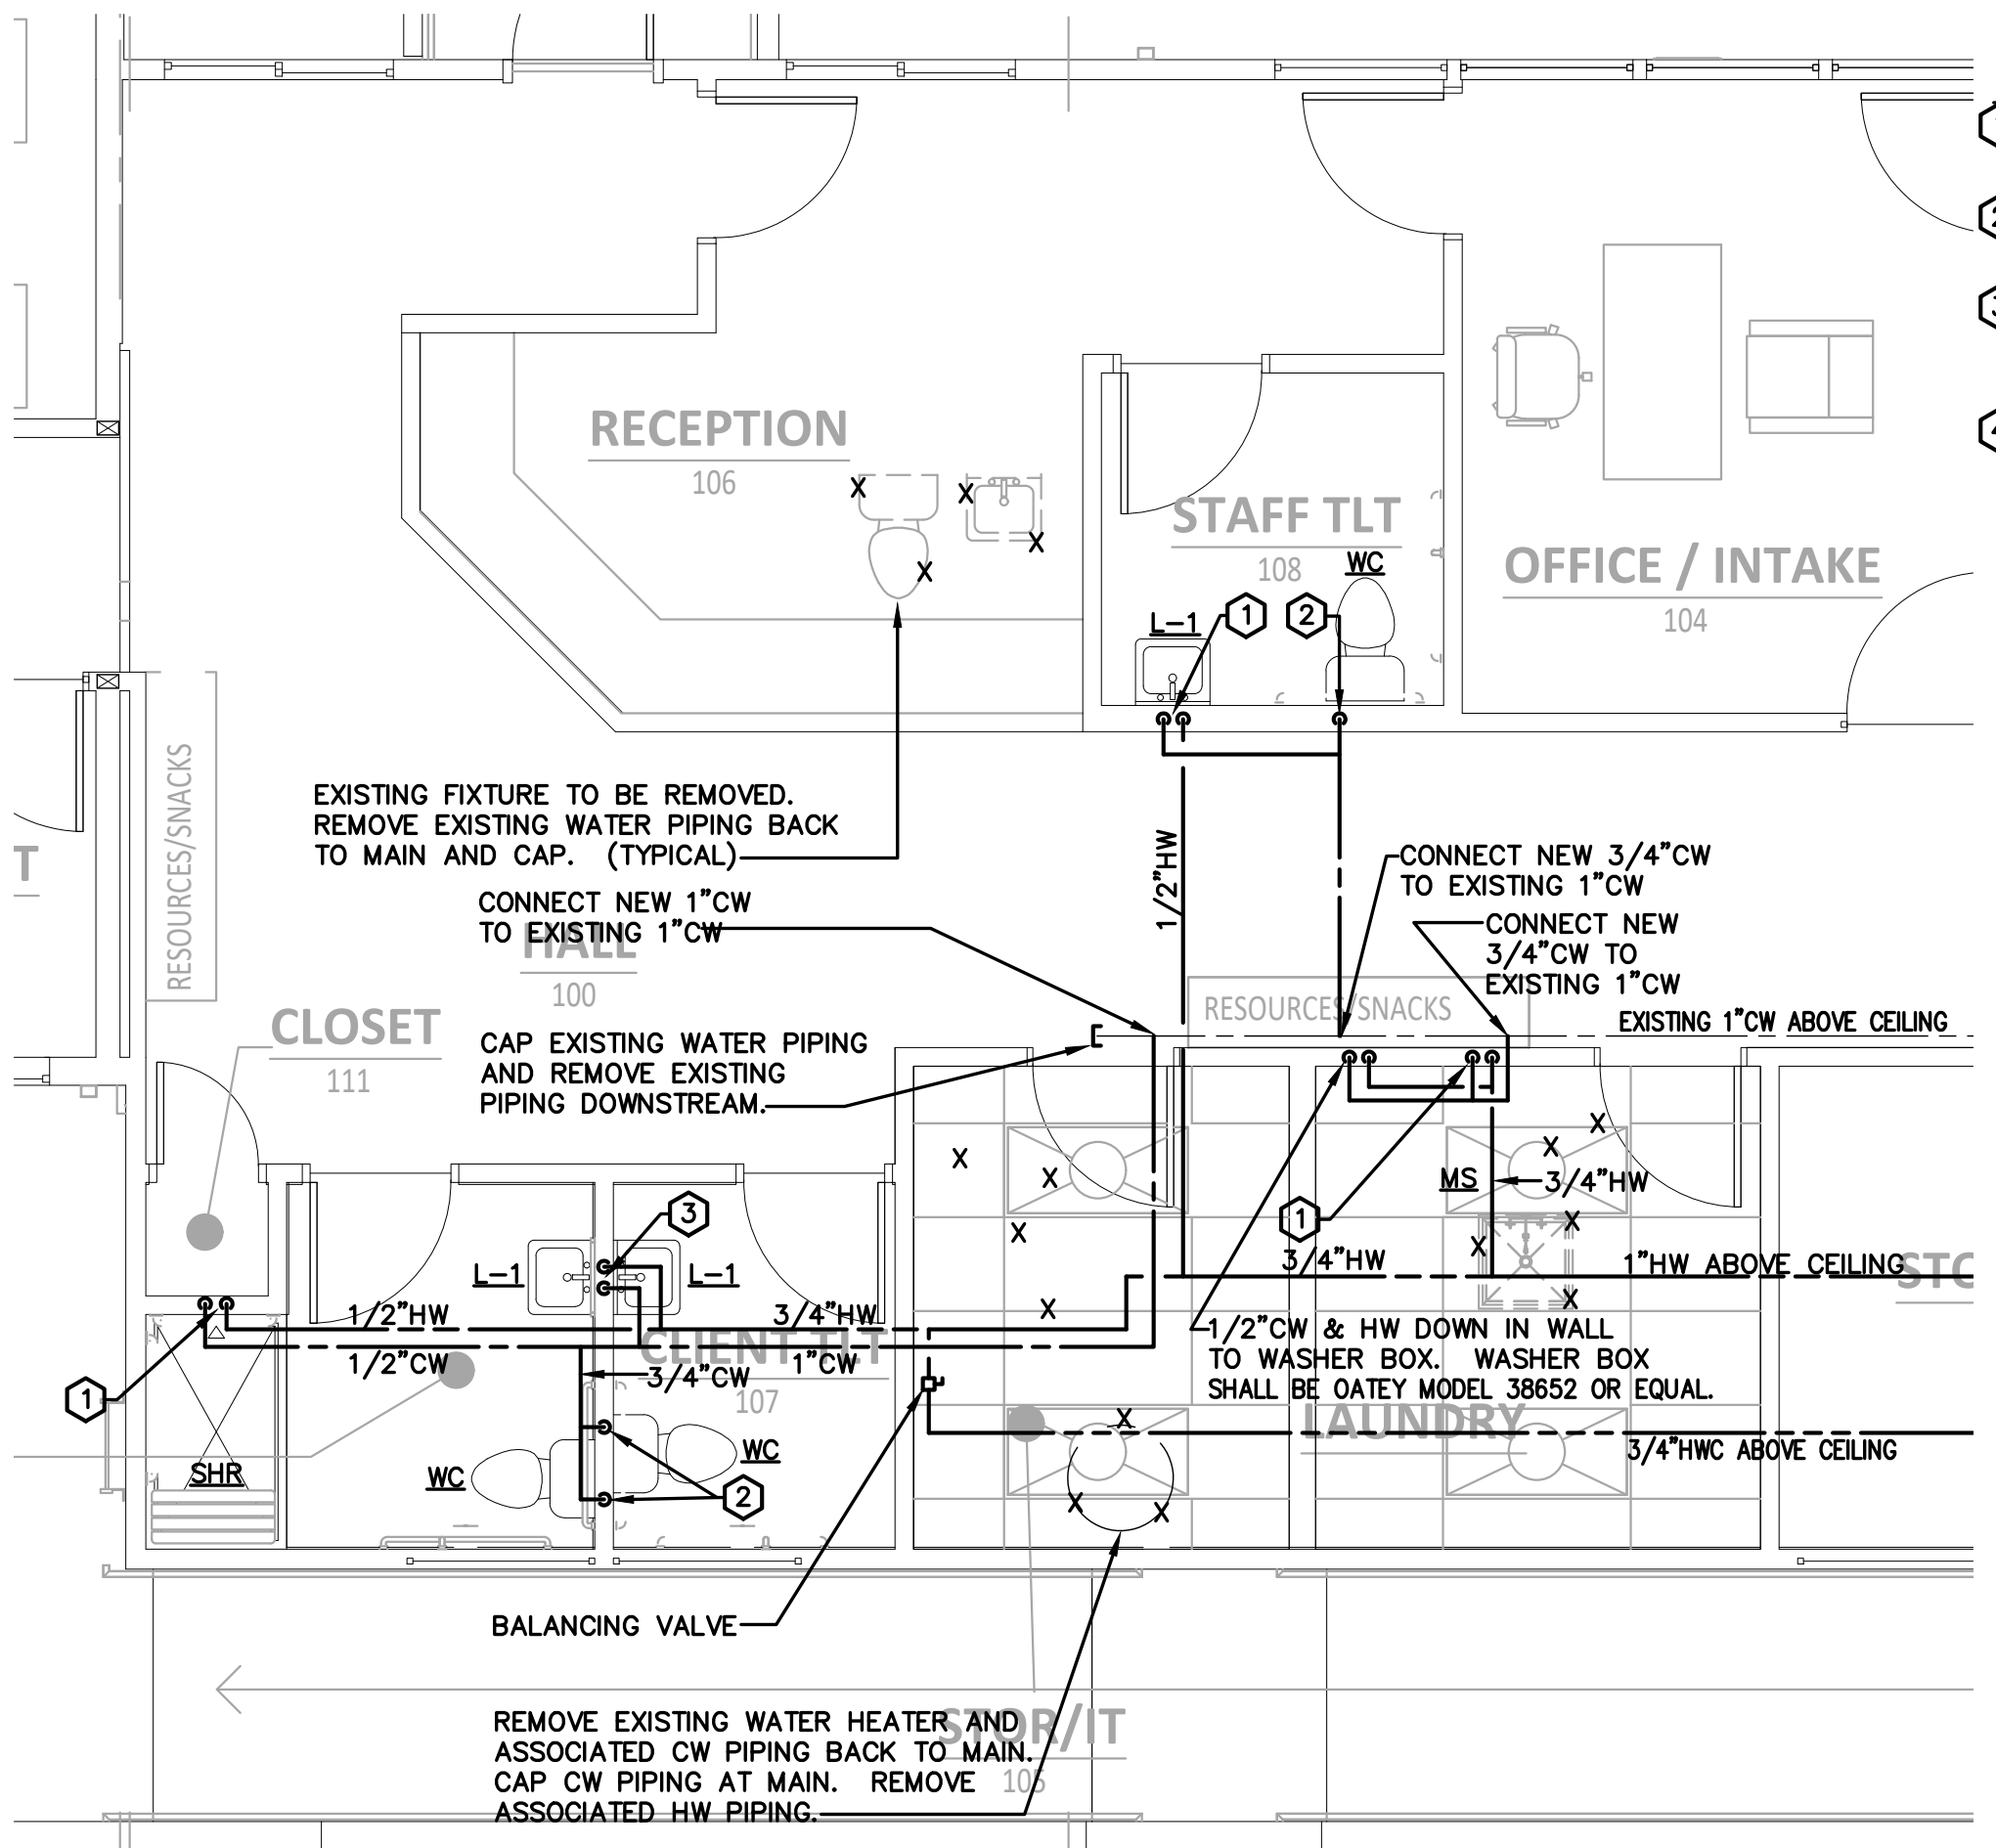 RECEPTION
106
STAFF TLT
108
WC
L-1
1
2
OFFICE / INTAKE
104
RESOURCES/SNACKS
EXISTING FIXTURE TO BE REMOVED.
REMOVE EXISTING WATER PIPING BACK
TO MAIN AND CAP. (TYPICAL)
1/2"HW
CONNECT NEW 3/4"CW
TO EXISTING 1"CW
CONNECT NEW 1"CW
TO EXISTING 1"CW
HALL
100
CONNECT NEW
3/4"CW TO
EXISTING 1"CW
RESOURCES/SNACKS
EXISTING 1"CW ABOVE CEILING
CLOSET
111
CAP EXISTING WATER PIPING
AND REMOVE EXISTING
PIPING DOWNSTREAM.
MS
3/4"HW
3
1
L-1
L-1
3/4"HW
1"HW ABOVE CEILING
1/2"HW
3/4"HW
CLIENT TLT
107
1/2"CW
1"CW
3/4"CW
1
1/2"CW & HW DOWN IN WALL
TO WASHER BOX. WASHER BOX
SHALL BE OATEY MODEL 38652 OR EQUAL.
LAUNDRY
3/4"HWC ABOVE CEILING
SHR
WC
WC
2
BALANCING VALVE
STOR/IT
105
REMOVE EXISTING WATER HEATER AND
ASSOCIATED CW PIPING BACK TO MAIN.
CAP CW PIPING AT MAIN. REMOVE
ASSOCIATED HW PIPING.